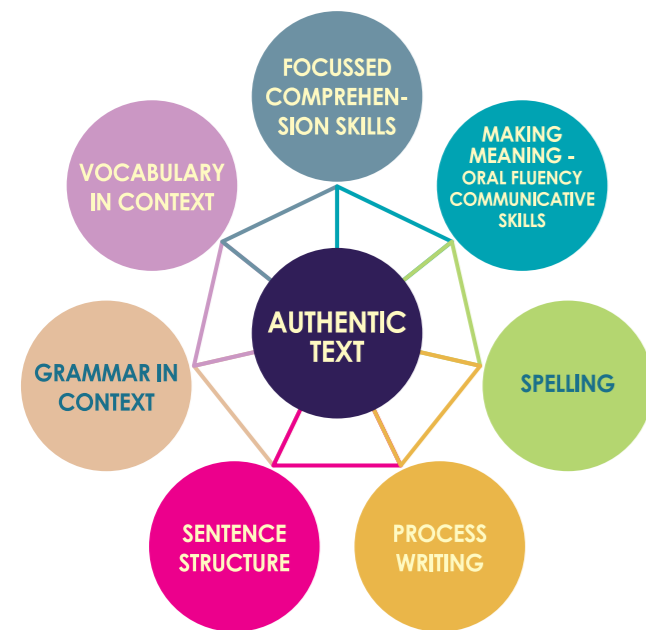 FOCUSSED
COMPREHEN-
SION SKILLS
MAKING
MEANING -
ORAL FLUENCY
COMMUNICATIVE
SKILLS
VOCABULARY
IN CONTEXT
AUTHENTIC
TEXT
GRAMMAR IN
CONTEXT
SPELLING
SENTENCE
STRUCTURE
PROCESS
WRITING